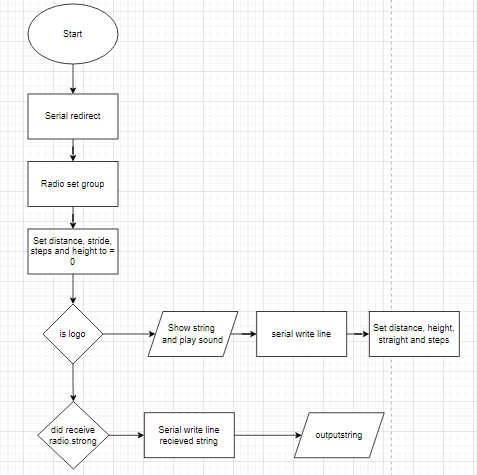 Start
Serial redirect
Radio set group
Set distance, stride,
steps and height to =
0
is logo
Show string
and play sound
serial write line
Set distance, height,
straight and steps
did receive
radio.strong
Serial write line
recieved string
outputstring